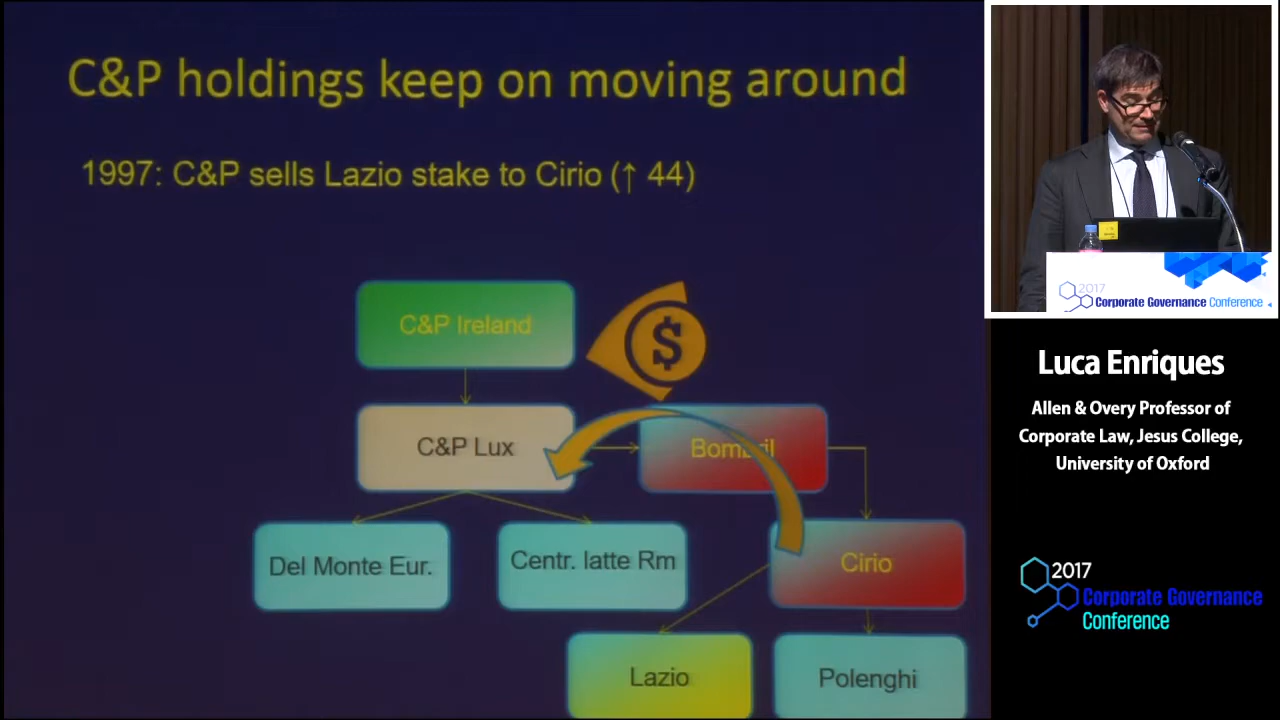 C&P holdings keep on moving around
1997: C&P sells Lazio stake to Cirio (↑ 44)
C&P Ireland
$
C&P Lux
Bombril
Del Monte Eur.
Centr. latte Rm
Cirio
Lazio
Polenghi
2017
Corporate Governance Conference
Luca Enriques
Allen & Overy Professor of
Corporate Law, Jesus College,
University of Oxford
2017
Corporate Governance
Conference